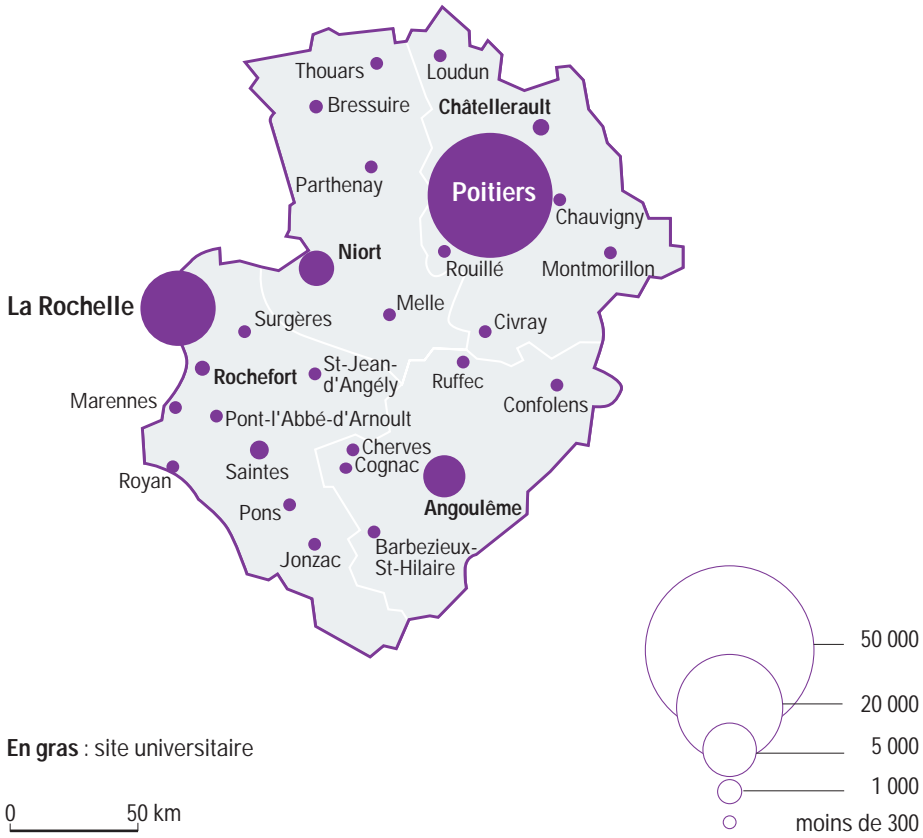 Thouars
Loudun
Bressuire
Châtellerault
Parthenay
Poitiers
Chauvigny
Niort
Rouillé
Montmorillon
La Rochelle
Melle
Surgères
Civray
Rochefort
St-Jean-
d'Angély
Ruffec
Confolens
Marennes
Pont-l'Abbé-d'Arnoult
Cherves
Cognac
Saintes
Royan
Angoulême
Pons
Jonzac
Barbezieux-
St-Hilaire
50 000
20 000
5 000
1 000
moins de 300
En gras : site universitaire
0 50 km